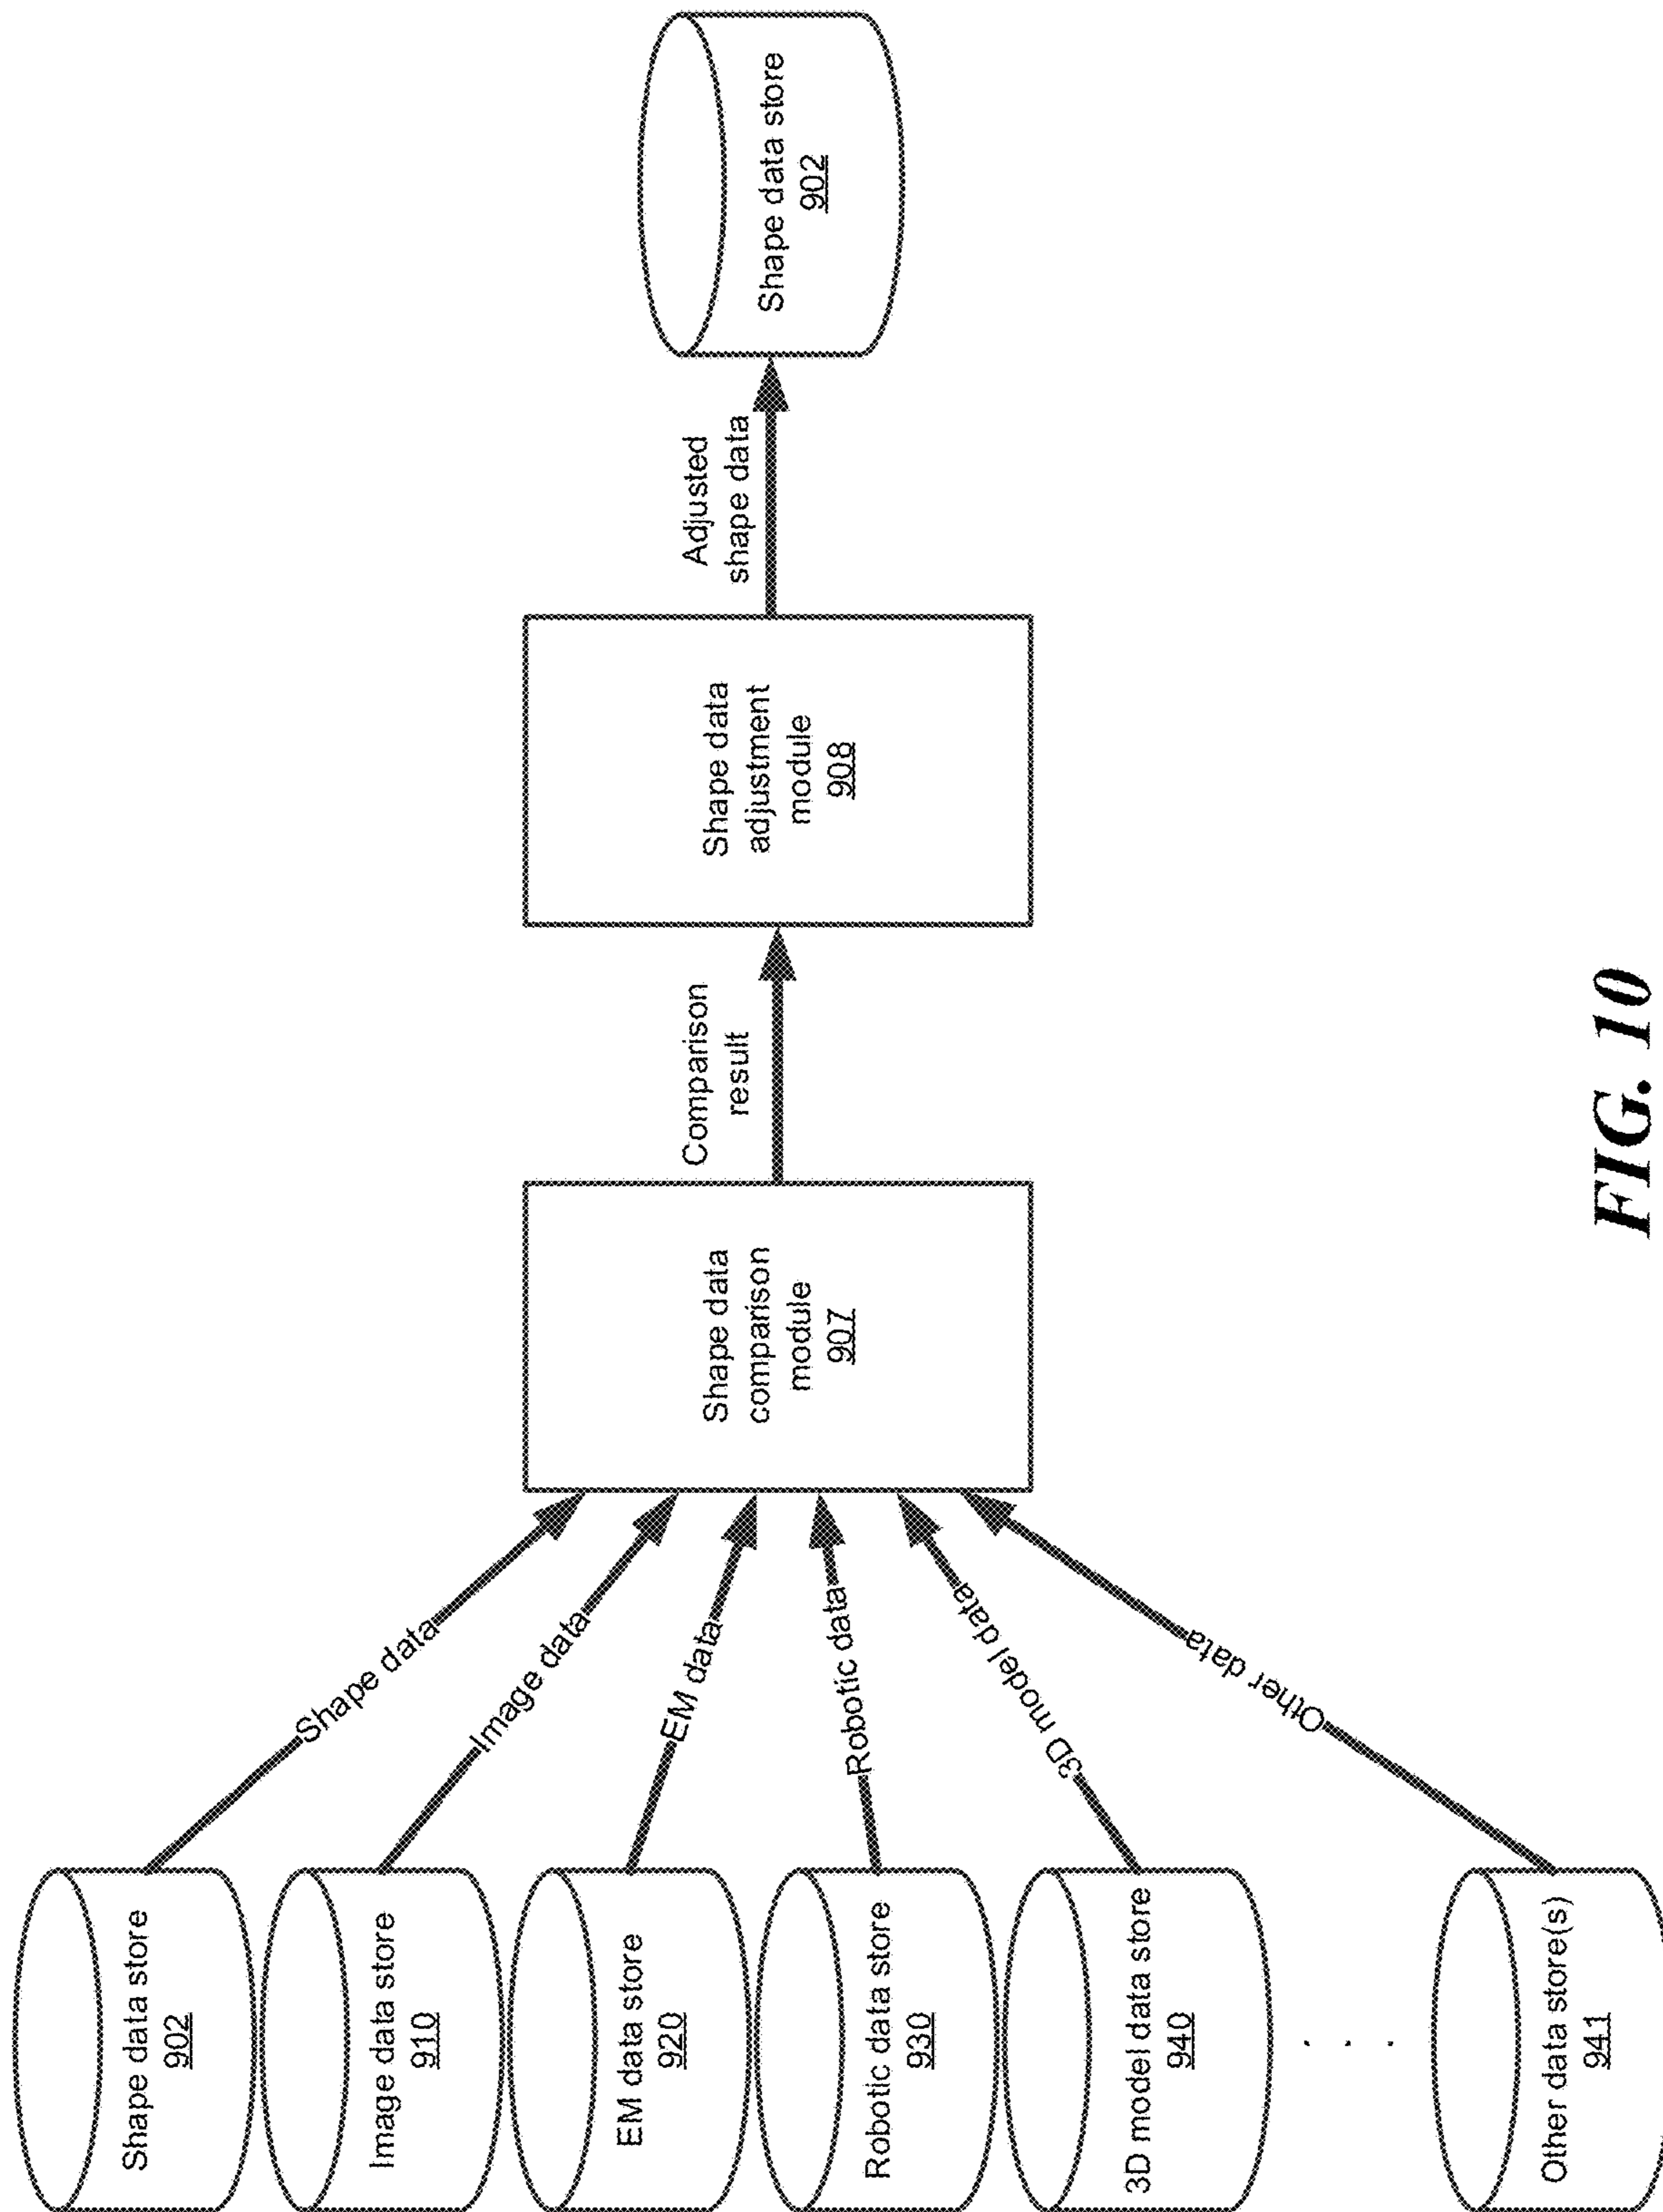 Shape data store
902
Image data store
910
EM data store
920
Robotic data store
930
3D model data store
940
. . .
Other data store(s)
941
Shape data
Image data
EM data
Robotic data
3D model data
Other data
Shape data
comparison
module
907
Comparison
result
Shape data
adjustment
module
908
Adjusted
shape data
Shape data store
902
FIG. 10